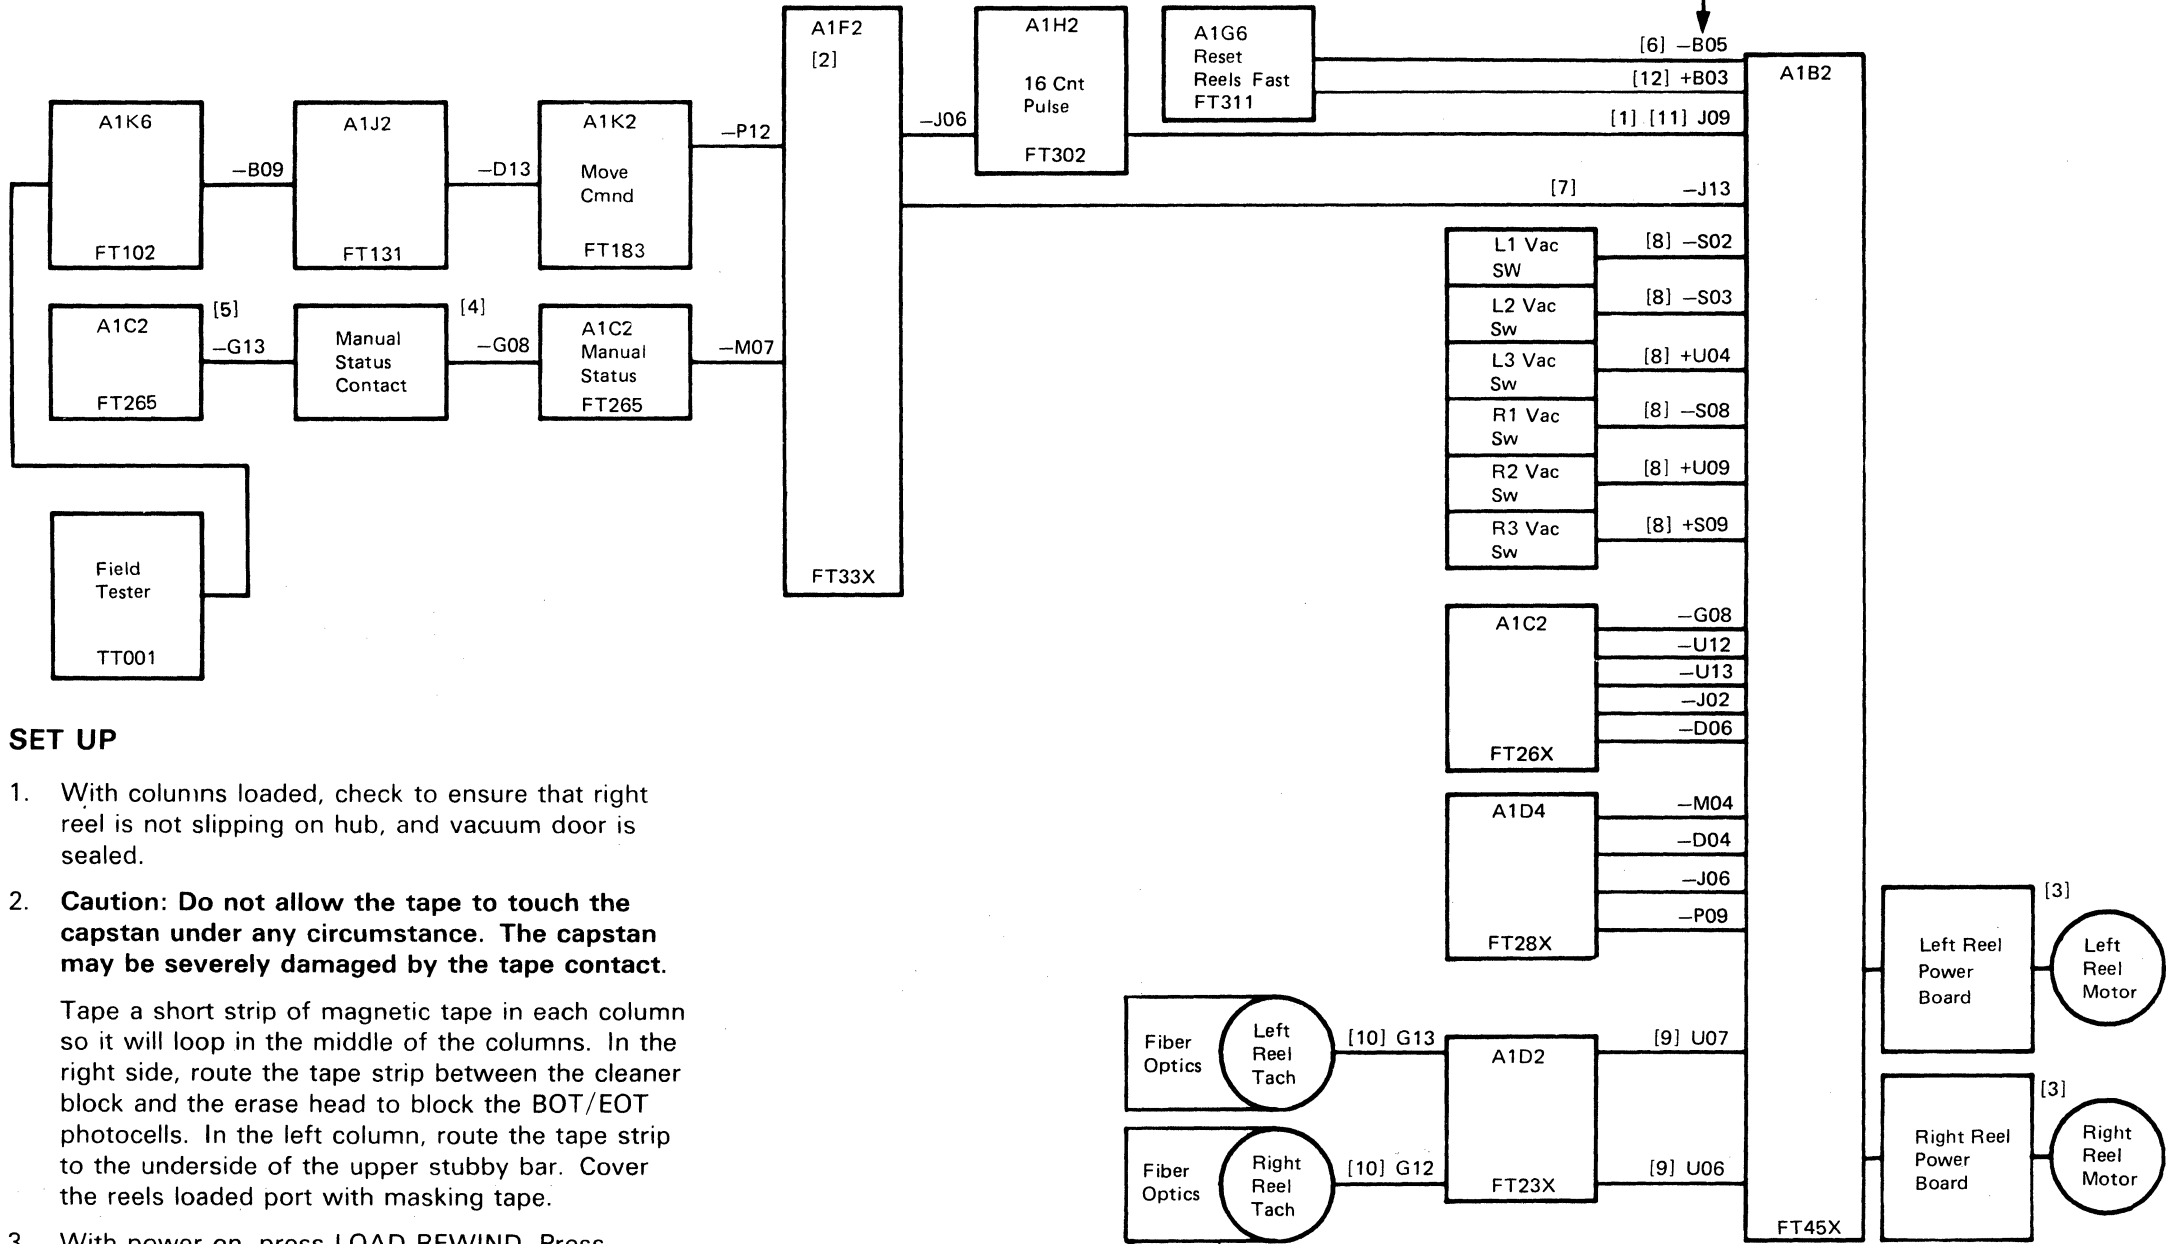 A1K6
FT102
—B09
A1J2
FT131
—D13
A1K2
Move
Cmnd
FT183
—P12
A1C2
FT265
[5]
—G13
Manual
Status
Contact
[4]
—G08
A1C2
Manual
Status
FT265
—M07
Field
Tester
TT001
A1F2
[2]
FT33X
—J06
A1H2
16 Cnt
Pulse
FT302
A1G6
Reset
Reels Fast
FT311
[6] —B05
[12] +B03
[1] [11] J09
[7] —J13
L1 Vac
SW
[8] —S02
L2 Vac
Sw
[8] —S03
L3 Vac
Sw
[8] +U04
R1 Vac
Sw
[8] —S08
R2 Vac
Sw
[8] +U09
R3 Vac
Sw
[8] +S09
A1C2
FT26X
—G08
—U12
—U13
—J02
—D06
A1D4
FT28X
—M04
—D04
—J06
—P09
Fiber
Optics
Left
Reel
Tach
[10] G13
Fiber
Optics
Right
Reel
Tach
[10] G12
A1D2
FT23X
[9] U07
[9] U06
A1B2
FT45X
Left Reel
Power
Board
[3]
Left
Reel
Motor
Right Reel
Power
Board
[3]
Right
Reel
Motor
SET UP
1. With columns loaded, check to ensure that right
reel is not slipping on hub, and vacuum door is
sealed.
2. Caution: Do not allow the tape to touch the
capstan under any circumstance. The capstan
may be severely damaged by the tape contact.
Tape a short strip of magnetic tape in each column
so it will loop in the middle of the columns. In the
right side, route the tape strip between the cleaner
block and the erase head to block the BOT/EOT
photocells. In the left column, route the tape strip
to the underside of the upper stubby bar. Cover
the reels loaded port with masking tape.
3. With power on, press LOAD REWIND. Press